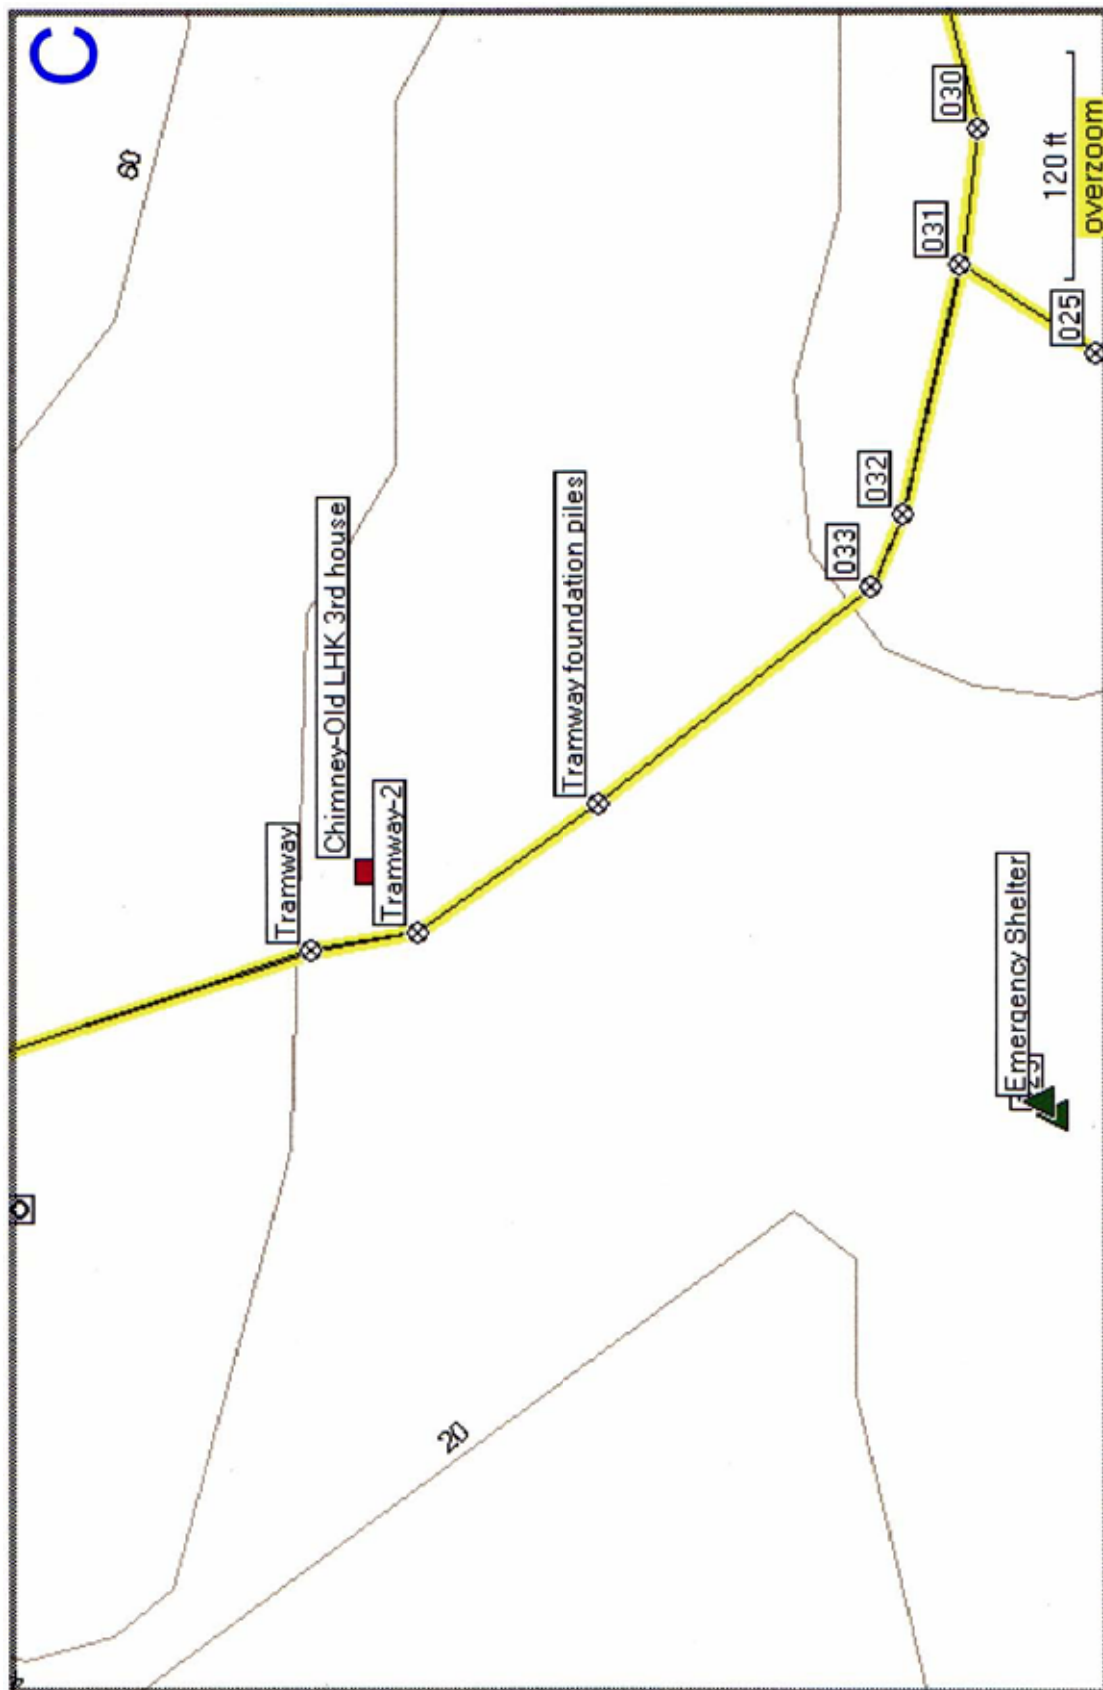 C
60
Tramway
Chimney-Old LHK 3rd house
Tramway-2
20
Tramway foundation piles
033
032
031
030
Emergency Shelter
120 ft
025
overzoom